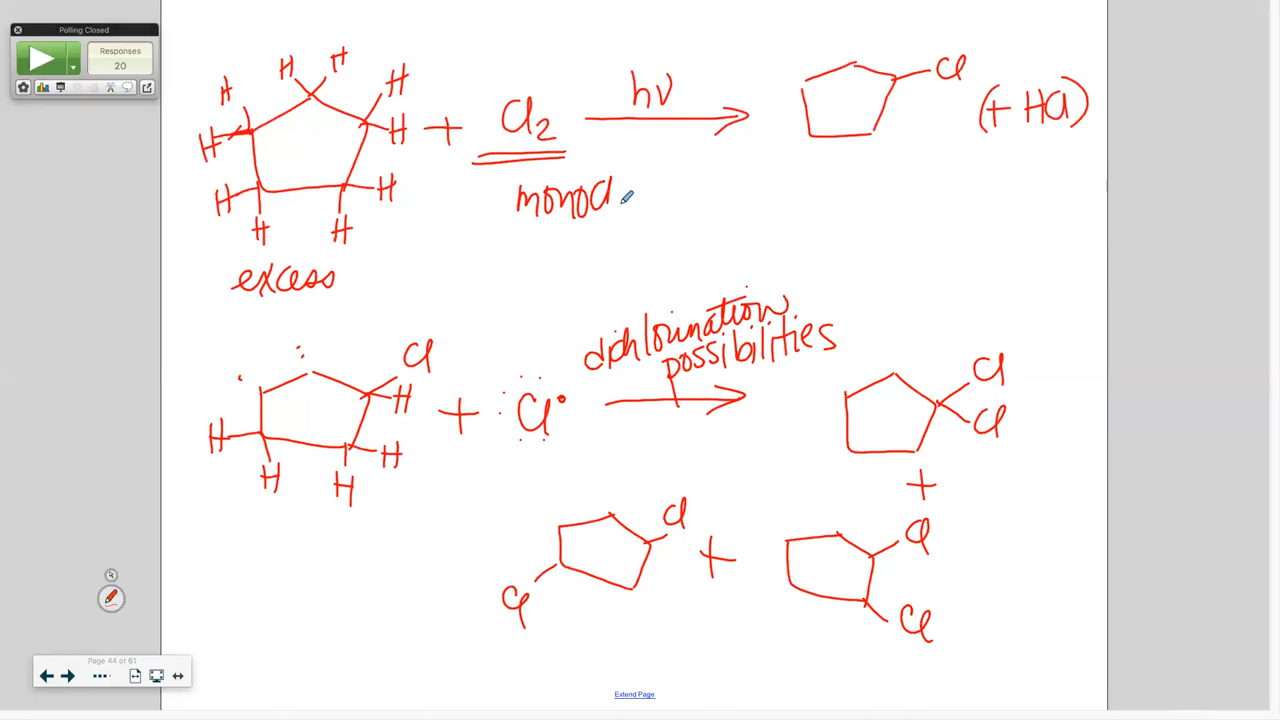 Polling Closed
Responses
20
H H H
H
H H + Cl₂ hν (+ HCl) Cl
H H
H H
monoCl
excess
dichlorination
possibilities
Cl
H + :Cl•
H H
H H
Cl
Cl
+
Cl + Cl
Cl Cl
Page 44 of 61
Extend Page